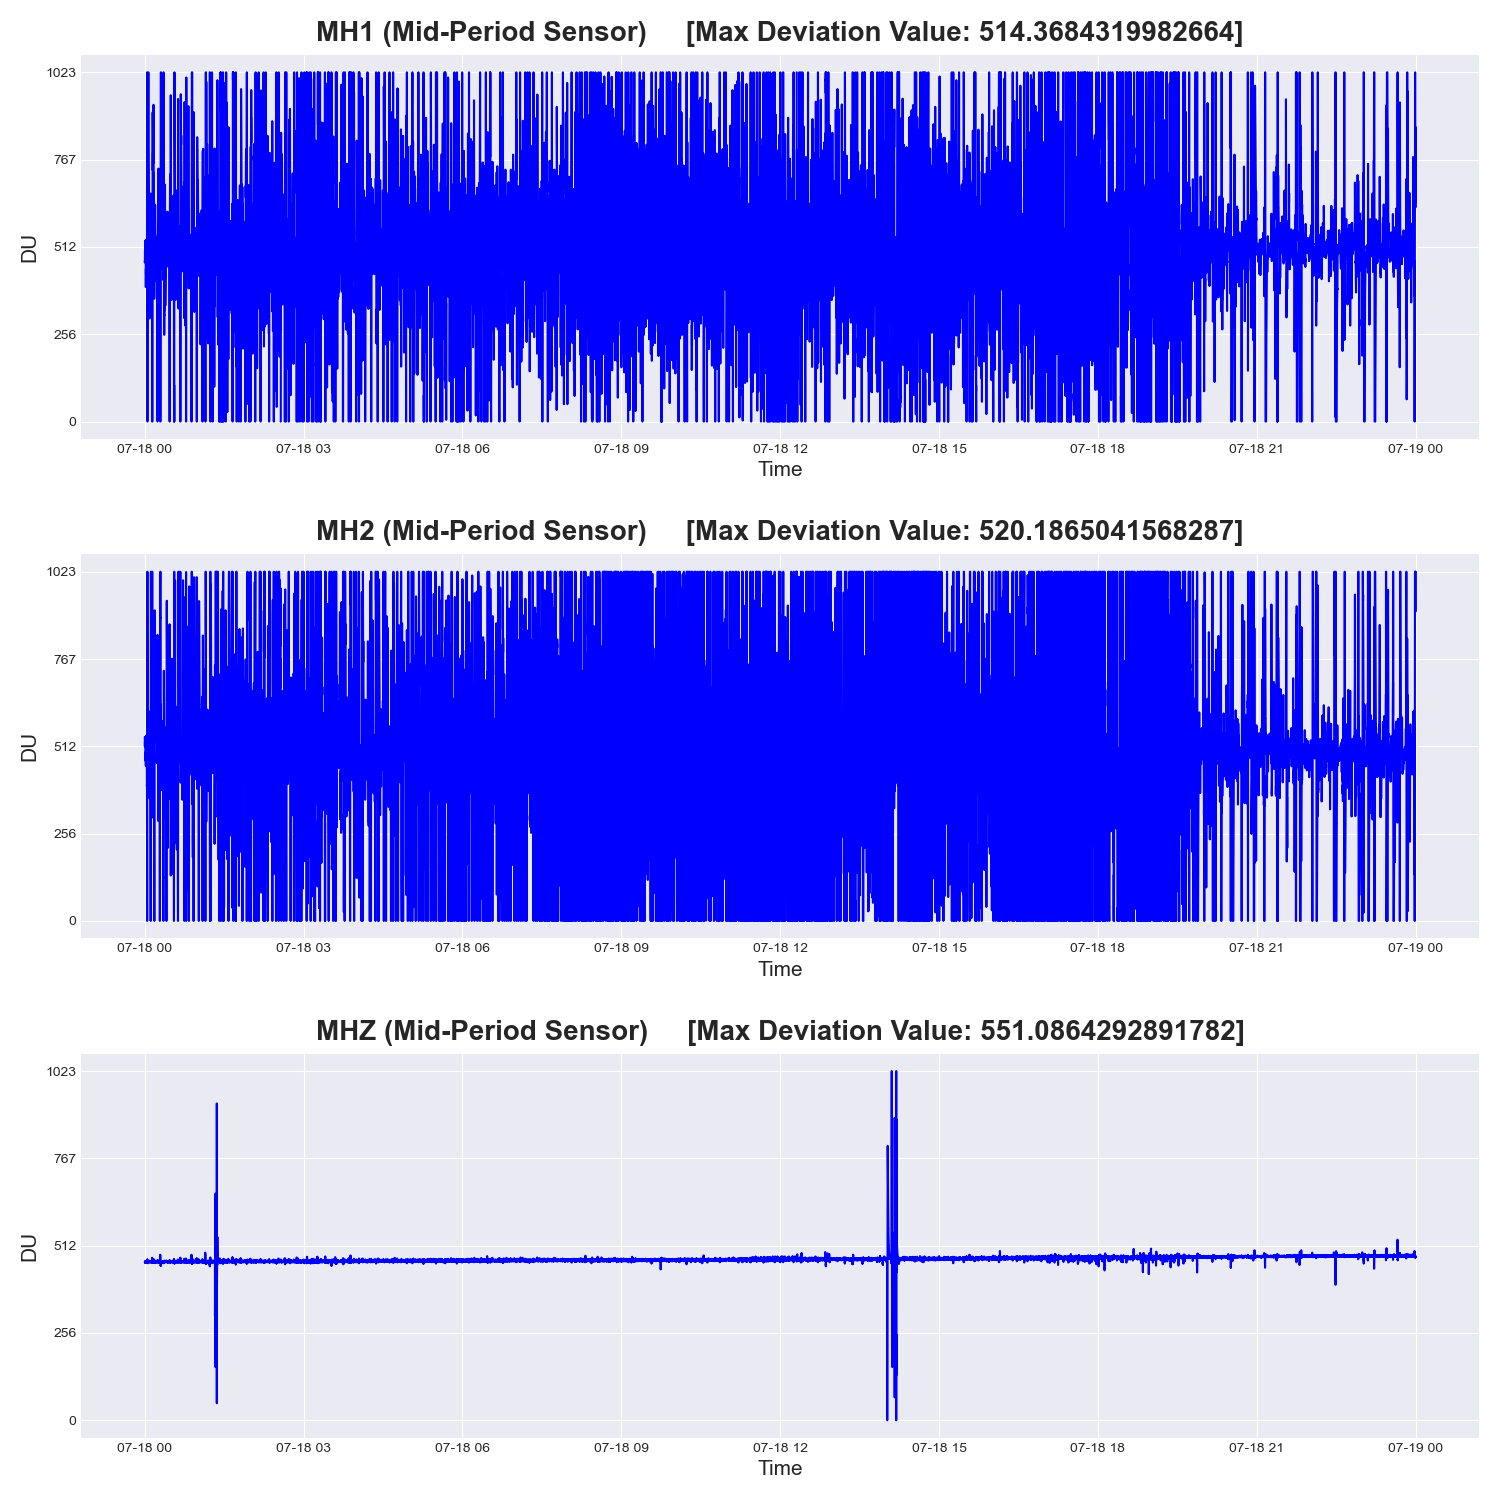 MH1 (Mid-Period Sensor) [Max Deviation Value: 514.3684319982664]
1023
767
512
256
0
DU
07-18 00 07-18 03 07-18 06 07-18 09 07-18 12 07-18 15 07-18 18 07-18 21 07-19 00
Time
MH2 (Mid-Period Sensor) [Max Deviation Value: 520.1865041568287]
1023
767
512
256
0
DU
07-18 00 07-18 03 07-18 06 07-18 09 07-18 12 07-18 15 07-18 18 07-18 21 07-19 00
Time
MHZ (Mid-Period Sensor) [Max Deviation Value: 551.0864292891782]
1023
767
512
256
0
DU
07-18 00 07-18 03 07-18 06 07-18 09 07-18 12 07-18 15 07-18 18 07-18 21 07-19 00
Time